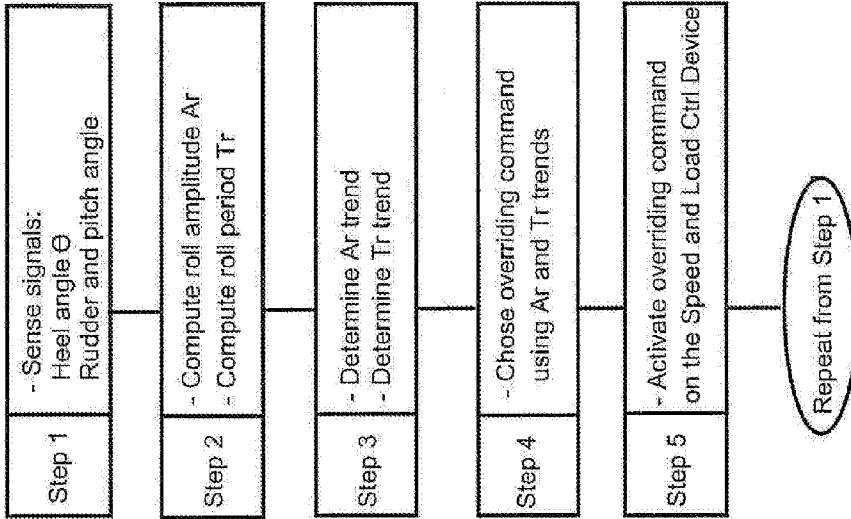 Step 1
- Sense signals:
Heel angle Θ
Rudder and pitch angle
Step 2
- Compute roll amplitude Ar
- Compute roll period Tr
Step 3
- Determine Ar trend
- Determine Tr trend
Step 4
- Chose overriding command
using Ar and Tr trends
Step 5
- Activate overriding command
on the Speed and Load Ctrl Device
Repeat from Step 1